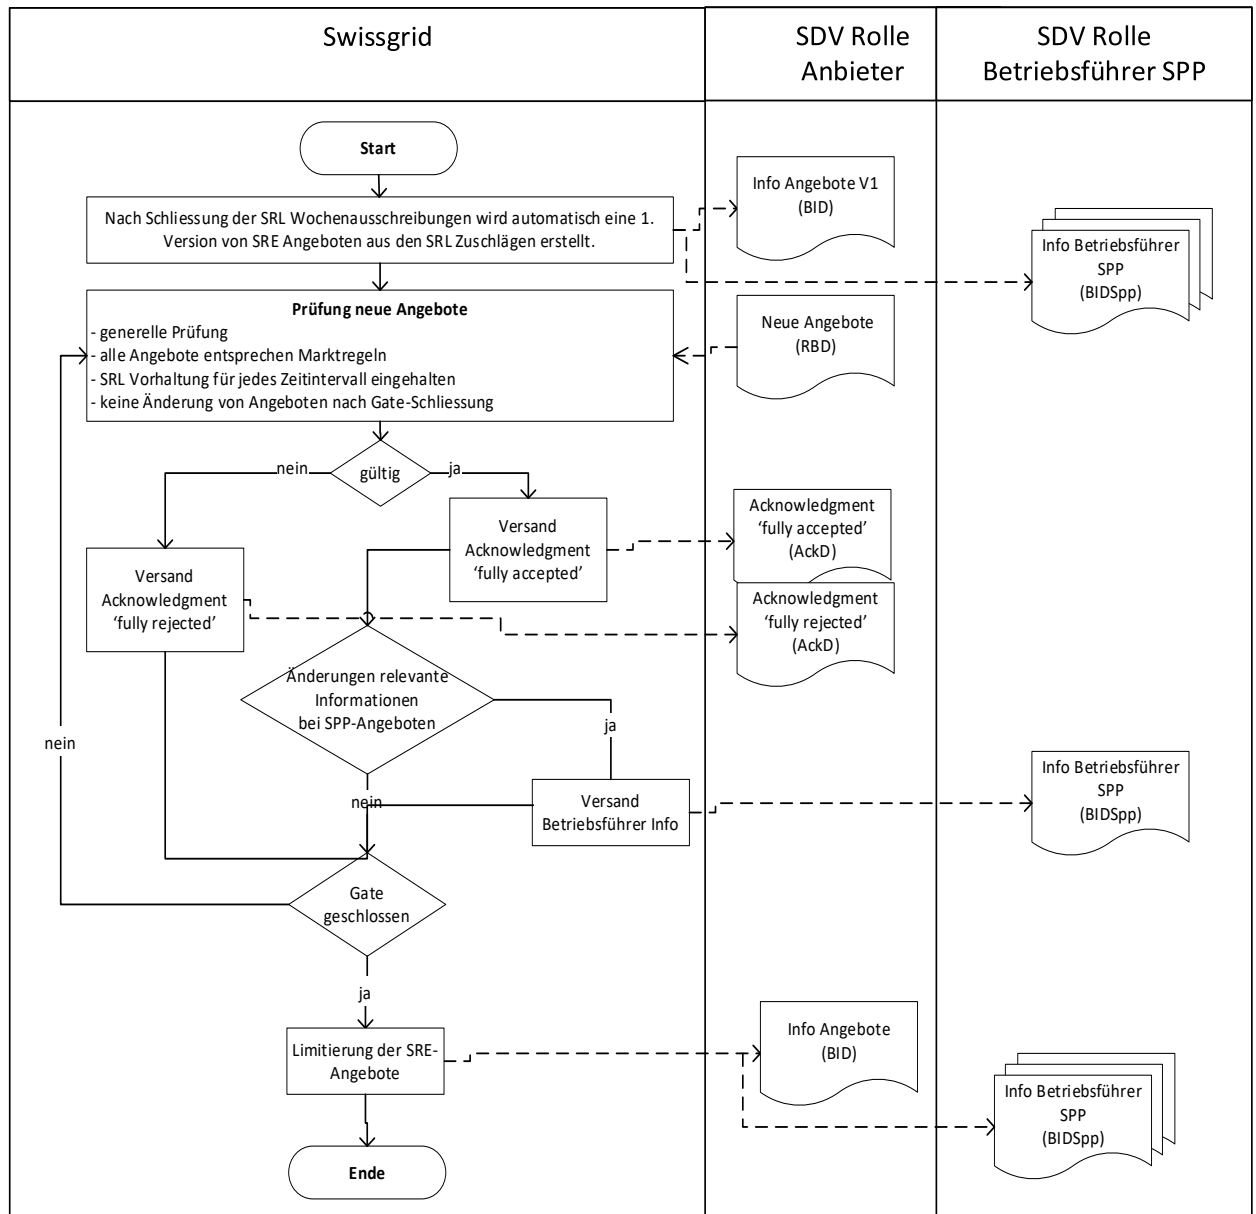 Swissgrid
SDV Rolle
Anbieter
SDV Rolle
Betriebsführer SPP
Start
Nach Schliessung der SRL Wochenausschreibungen wird automatisch eine 1.
Version von SRE Angeboten aus den SRL Zuschlägen erstellt.
Info Angebote V1
(BID)
Info Betriebsführer
SPP
(BIDSpp)
Prüfung neue Angebote
- generelle Prüfung
- alle Angebote entsprechen Marktregeln
- SRL Vorhaltung für jedes Zeitintervall eingehalten
- keine Änderung von Angeboten nach Gate-Schliessung
Neue Angebote
(RBD)
nein
gültig
ja
Versand
Acknowledgment
‘fully accepted’
Acknowledgment
‘fully accepted’
(AckD)
Versand
Acknowledgment
‘fully rejected’
Acknowledgment
‘fully rejected’
(AckD)
Änderungen relevante
Informationen
bei SPP-Angeboten
ja
nein
nein
Versand
Betriebsführer Info
Info Betriebsführer
SPP
(BIDSpp)
Gate
geschlossen
ja
Limitierung der SRE-
Angebote
Info Angebote
(BID)
Info Betriebsführer
SPP
(BIDSpp)
Ende